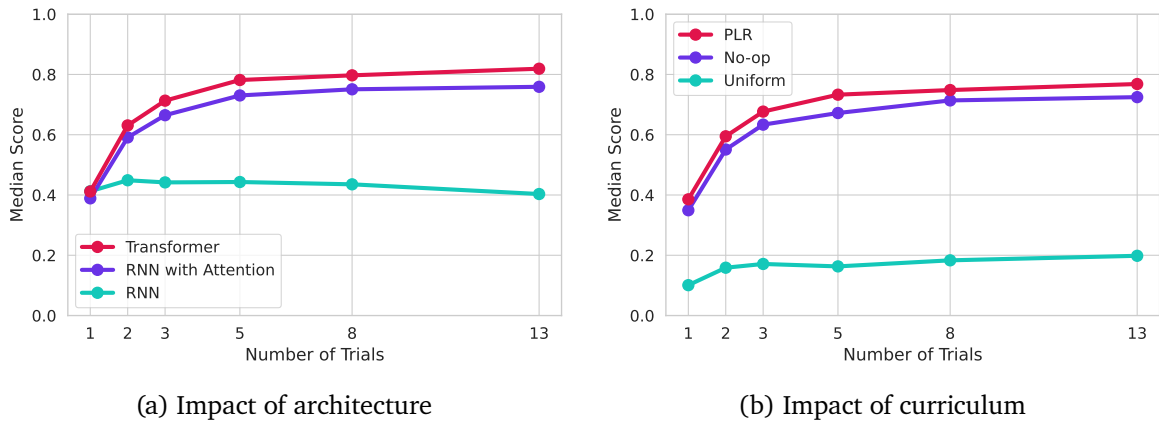 1.0
0.8
0.6
0.4
0.2
0.0
Median Score
Transformer
RNN with Attention
RNN
1 2 3 5 8 13
Number of Trials
(a) Impact of architecture
1.0
0.8
0.6
0.4
0.2
0.0
Median Score
PLR
No-op
Uniform
1 2 3 5 8 13
Number of Trials
(b) Impact of curriculum